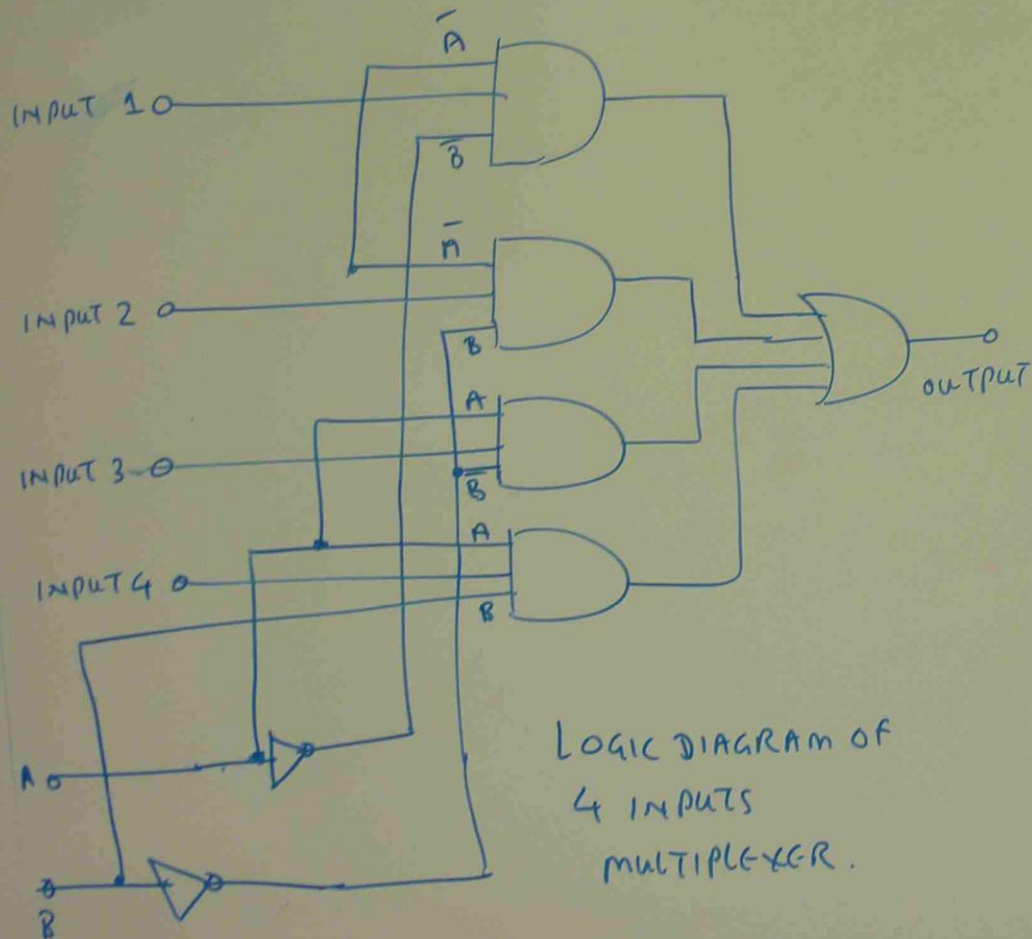 A̅
INPUT 1
B̅
A̅
INPUT 2
B
A
INPUT 3
B̅
A
INPUT 4
B
OUTPUT
A
B
LOGIC DIAGRAM OF
4 INPUTS
MULTIPLEXER.